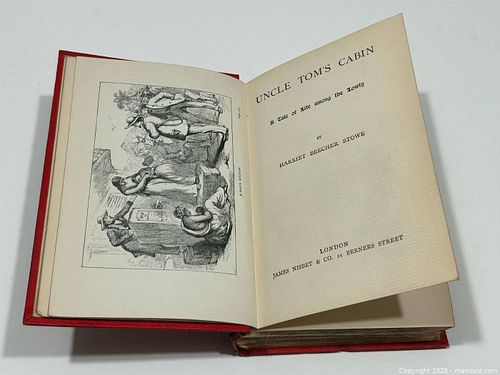 UNCLE TOM'S CABIN
A Tale of Life among the Lowly
BY
HARRIET BEECHER STOWE
LONDON
JAMES NISBET & CO. 21 BERNERS STREET
Copyright 2025 - maxsold.com